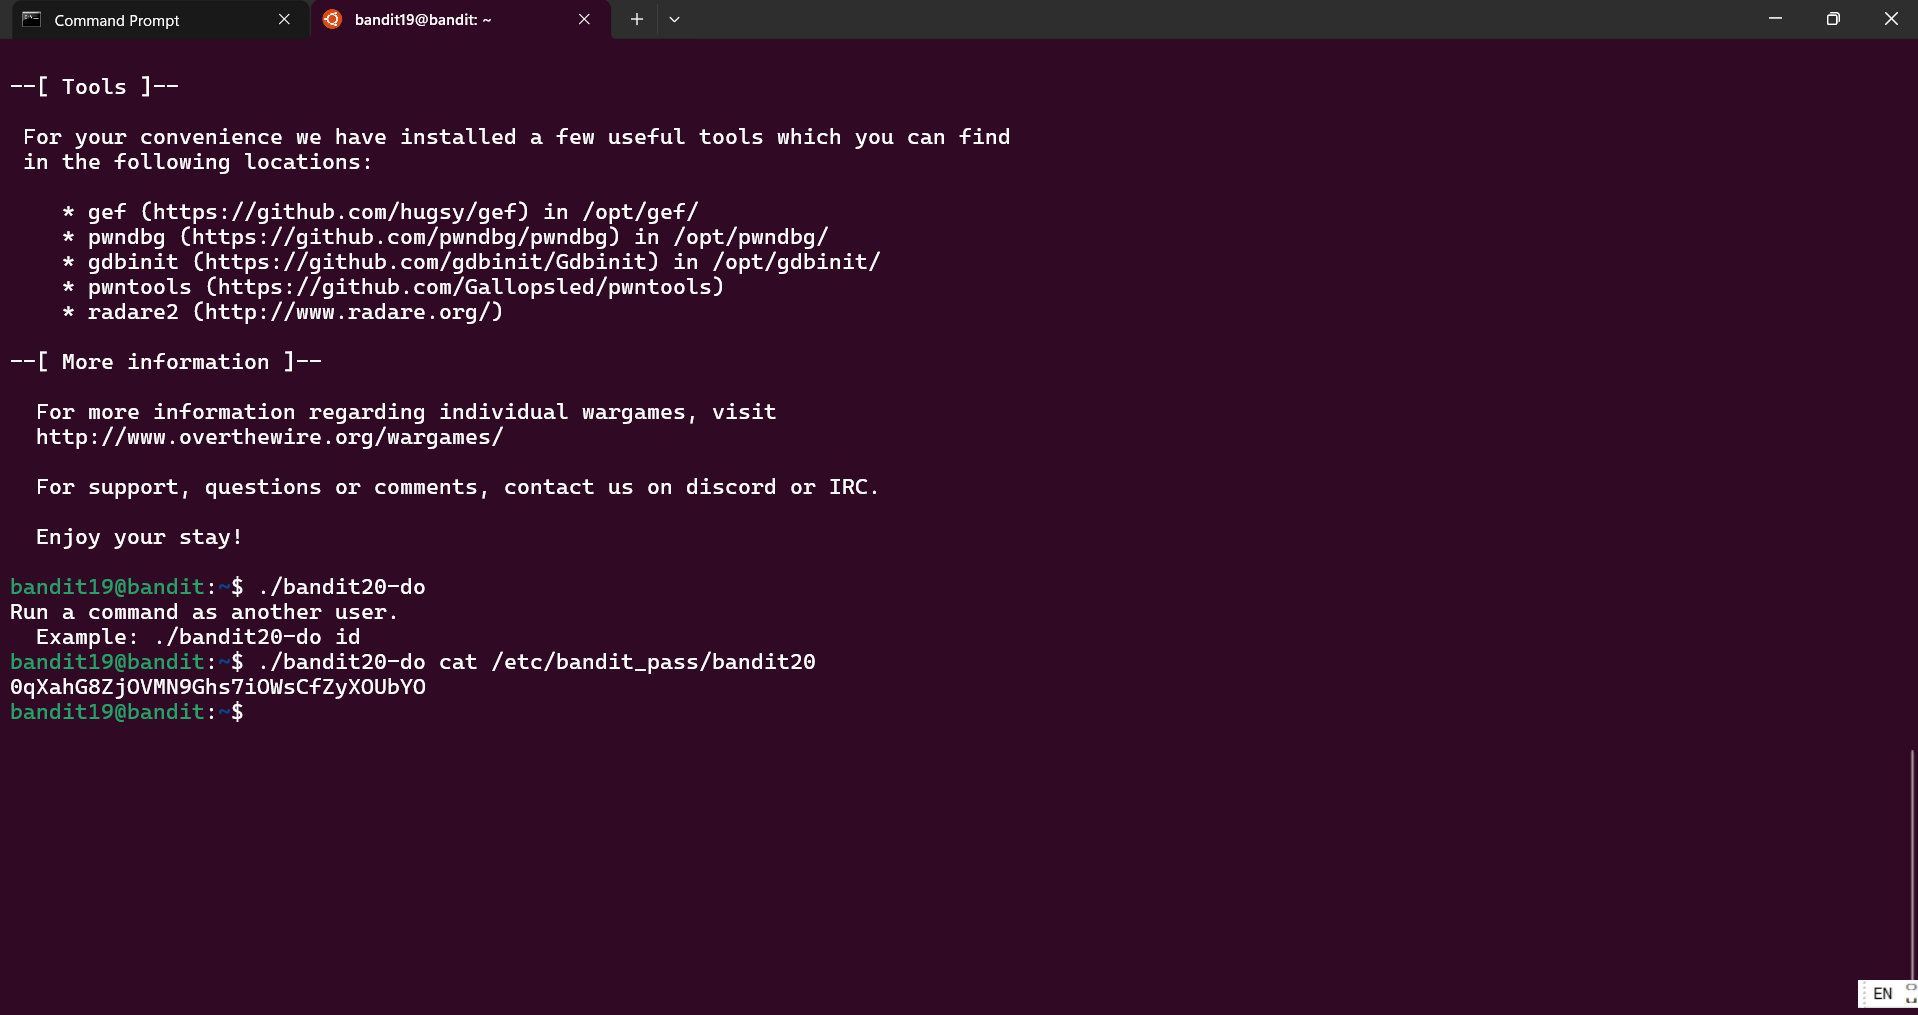 Command Prompt
bandit19@bandit: ~
--[ Tools ]--
For your convenience we have installed a few useful tools which you can find
in the following locations:
* gef (https://github.com/hugsy/gef) in /opt/gef/
* pwndbg (https://github.com/pwndbg/pwndbg) in /opt/pwndbg/
* gdbinit (https://github.com/gdbinit/Gdbinit) in /opt/gdbinit/
* pwntools (https://github.com/Gallopsled/pwntools)
* radare2 (http://www.radare.org/)
--[ More information ]--
For more information regarding individual wargames, visit
http://www.overthewire.org/wargames/
For support, questions or comments, contact us on discord or IRC.
Enjoy your stay!
bandit19@bandit:~$ ./bandit20-do
Run a command as another user.
Example: ./bandit20-do id
bandit19@bandit:~$ ./bandit20-do cat /etc/bandit_pass/bandit20
0qXahG8ZjOVMN9Ghs7iOWsCfZyXOUbYO
bandit19@bandit:~$
EN